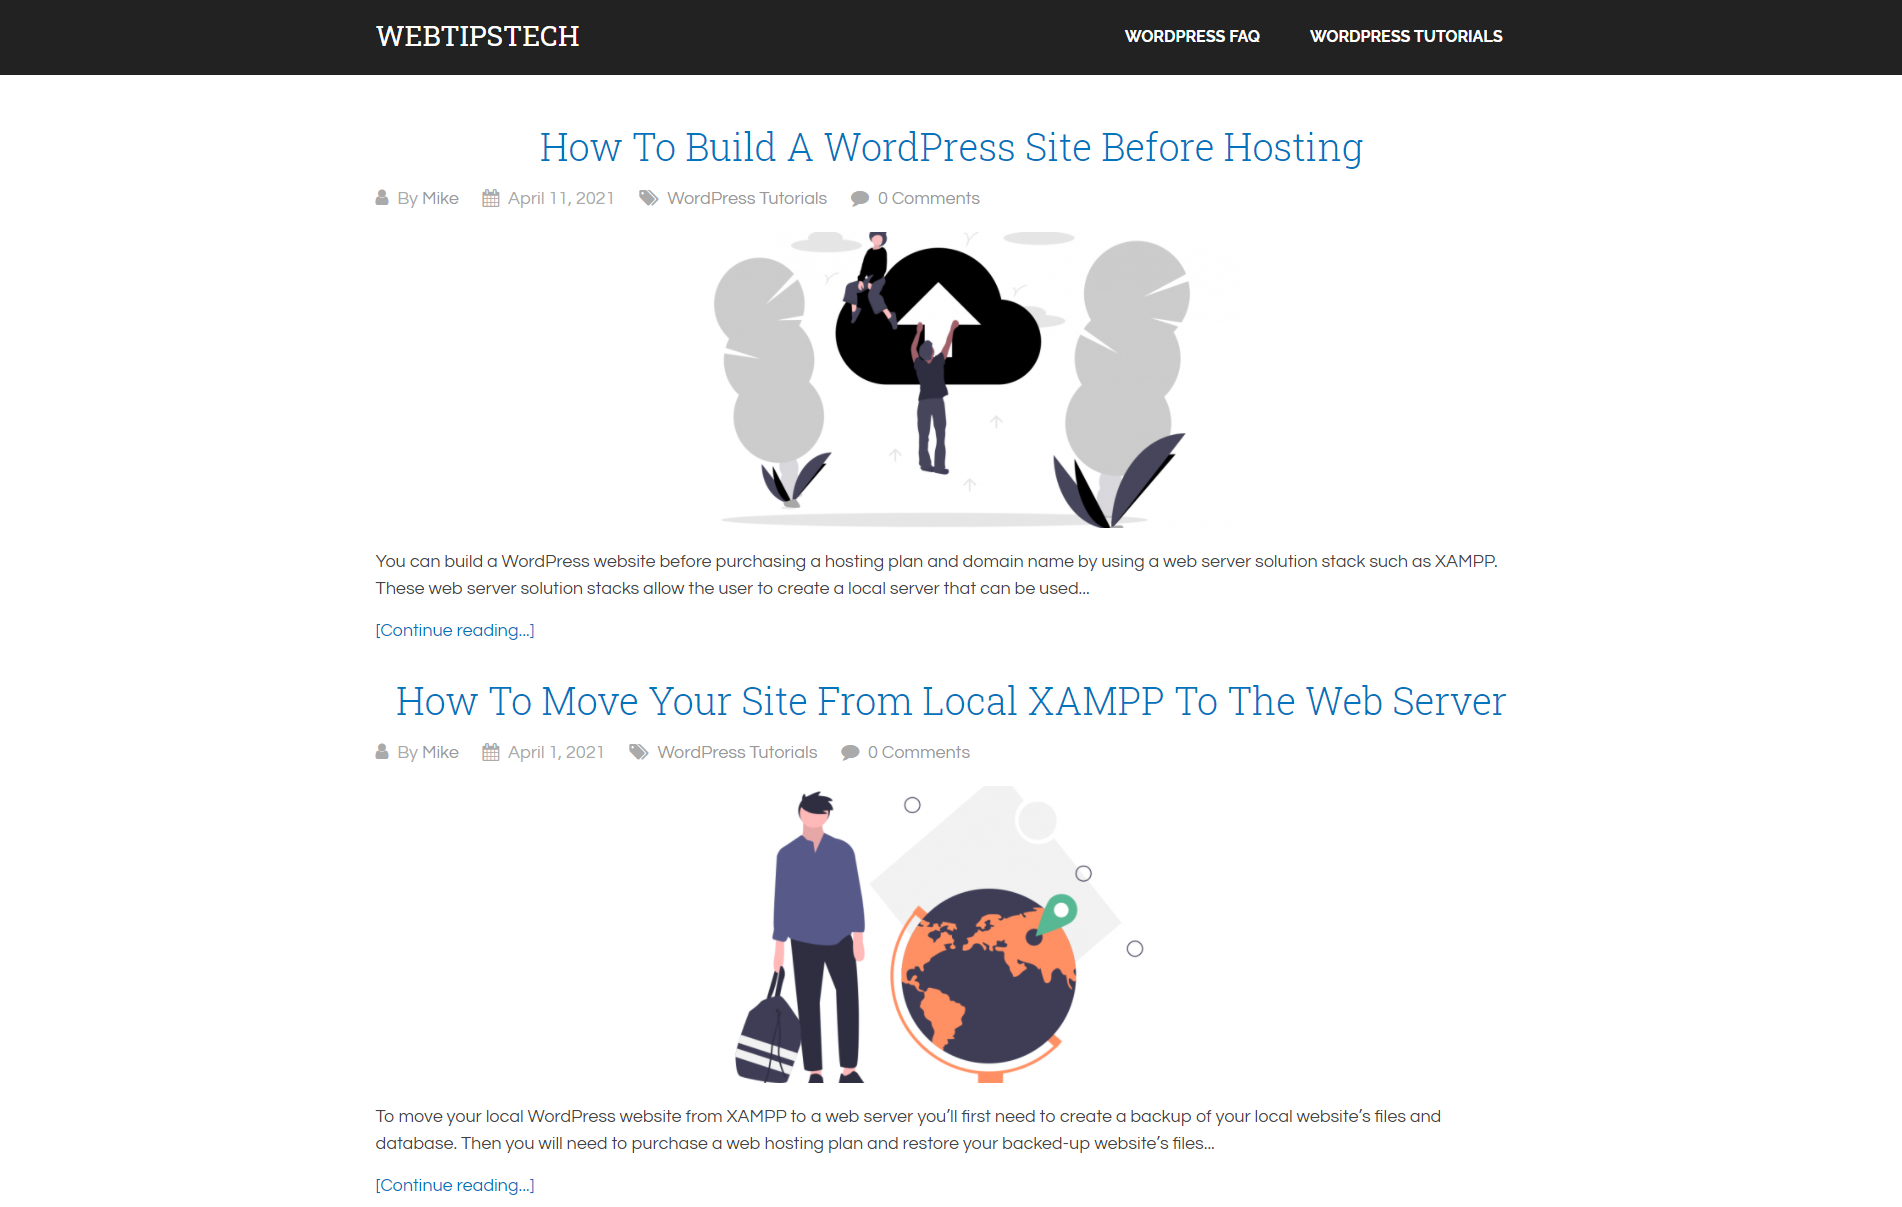 WEBTIPSTECH
WORDPRESS FAQ
WORDPRESS TUTORIALS
How To Build A WordPress Site Before Hosting
By Mike April 11, 2021 WordPress Tutorials 0 Comments
You can build a WordPress website before purchasing a hosting plan and domain name by using a web server solution stack such as XAMPP.
These web server solution stacks allow the user to create a local server that can be used...
[Continue reading...]
How To Move Your Site From Local XAMPP To The Web Server
By Mike April 1, 2021 WordPress Tutorials 0 Comments
To move your local WordPress website from XAMPP to a web server you’ll first need to create a backup of your local website’s files and
database. Then you will need to purchase a web hosting plan and restore your backed-up website’s files...
[Continue reading...]